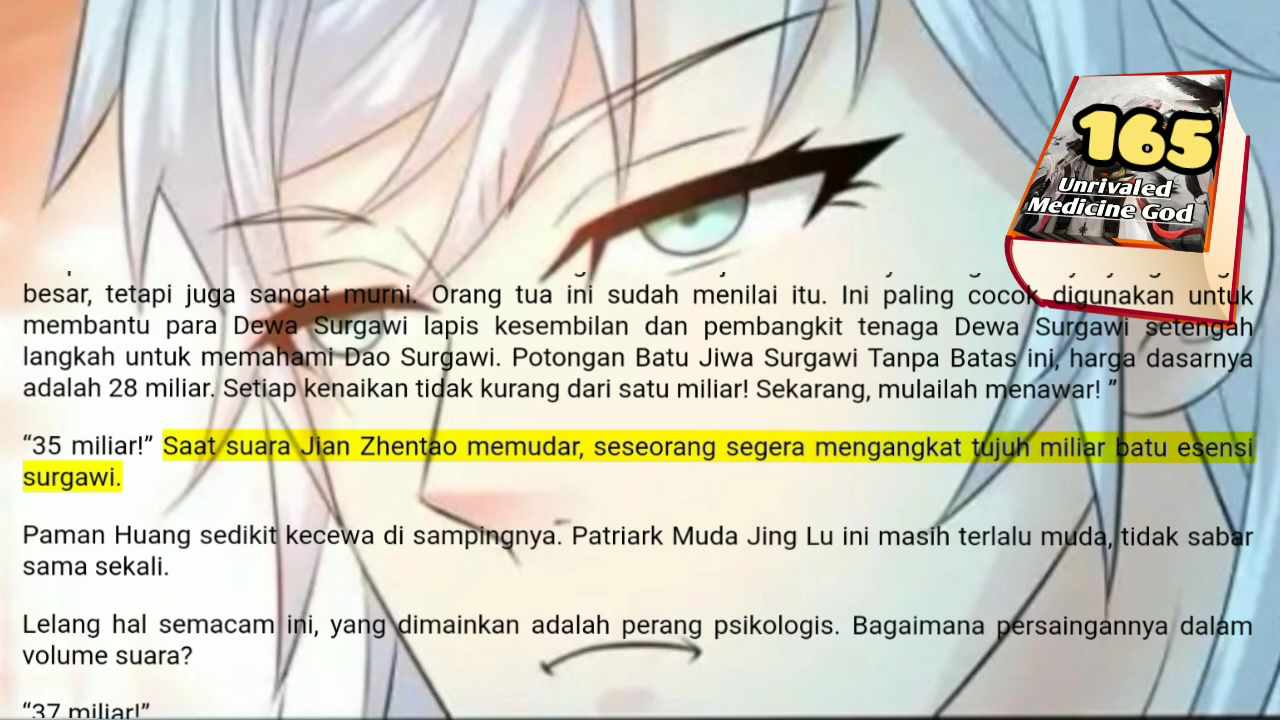 165
Unrivaled
Medicine God
besar, tetapi juga sangat murni. Orang tua ini sudah menilai itu. Ini paling cocok digunakan untuk
membantu para Dewa Surgawi lapis kesembilan dan pembangkit tenaga Dewa Surgawi setengah
langkah untuk memahami Dao Surgawi. Potongan Batu Jiwa Surgawi Tanpa Batas ini, harga dasarnya
adalah 28 miliar. Setiap kenaikan tidak kurang dari satu miliar! Sekarang, mulailah menawar! ”
“35 miliar!” Saat suara Jian Zhentao memudar, seseorang segera mengangkat tujuh miliar batu esensi
surgawi.
Paman Huang sedikit kecewa di sampingnya. Patriark Muda Jing Lu ini masih terlalu muda, tidak sabar
sama sekali.
Lelang hal semacam ini, yang dimainkan adalah perang psikologis. Bagaimana persaingannya dalam
volume suara?
“37 miliar!”